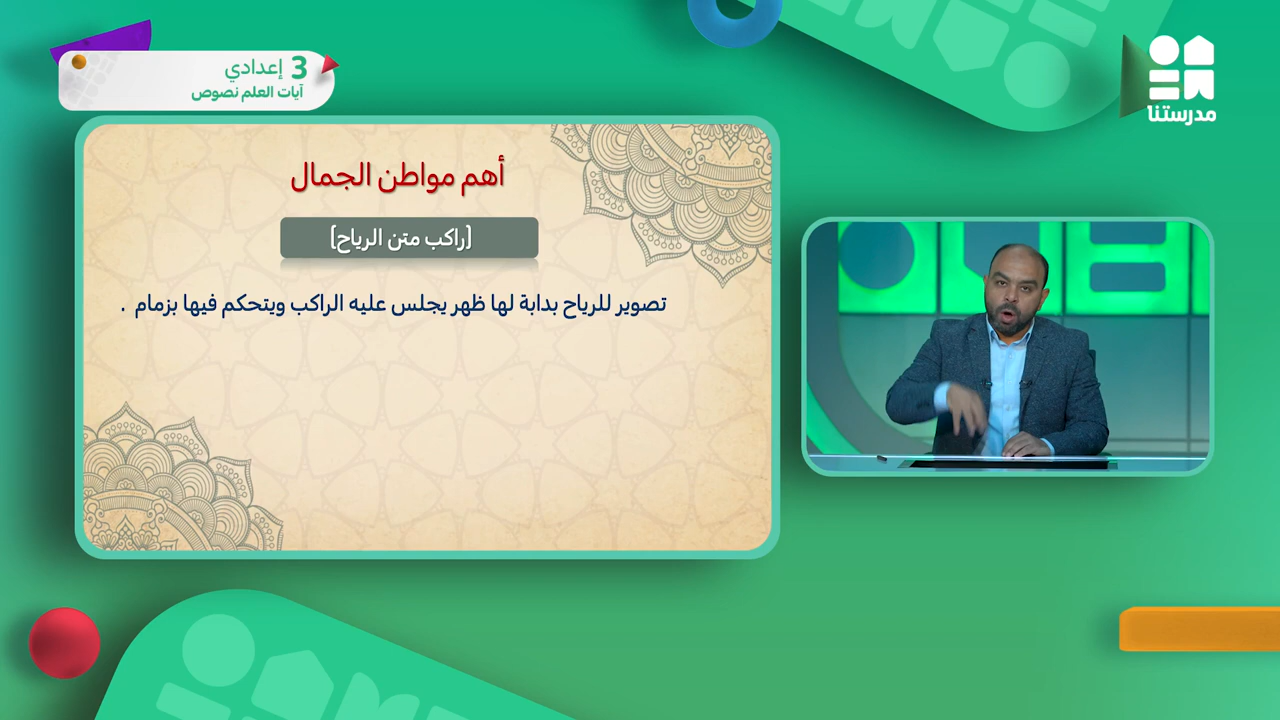 3 إعدادي
آيات العلم نصوص
مدرستنا
أهم مواطن الجمال
[راكب متن الرياح]
تصوير للرياح بدابة لها ظهر يجلس عليه الراكب ويتحكم فيها بزمام .